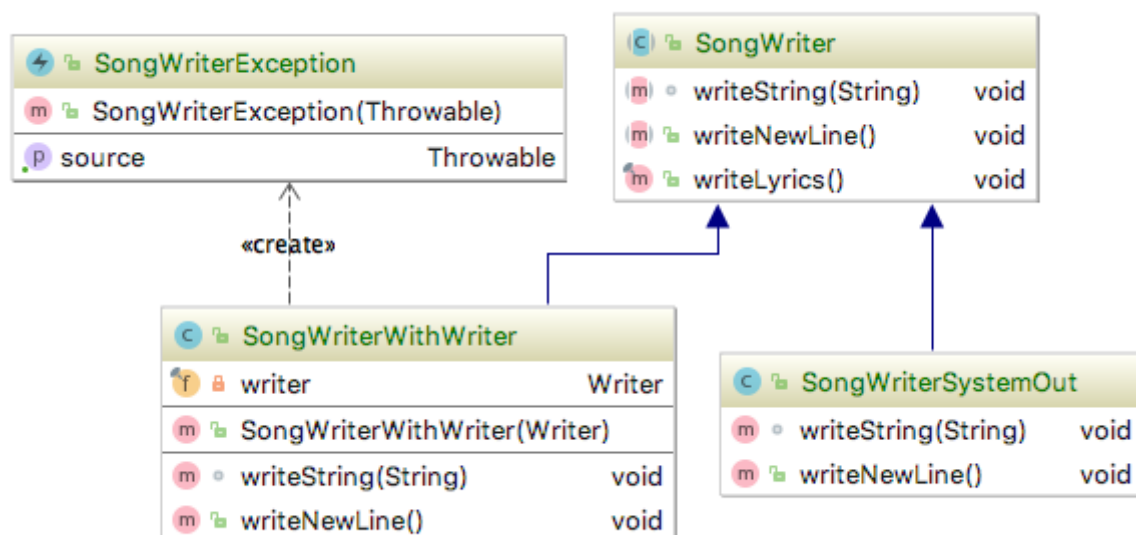 SongWriterException
SongWriterException(Throwable)
source Throwable
«create»
SongWriter
writeString(String) void
writeNewLine() void
writeLyrics() void
SongWriterWithWriter
writer Writer
SongWriterWithWriter(Writer)
writeString(String) void
writeNewLine() void
SongWriterSystemOut
writeString(String) void
writeNewLine() void